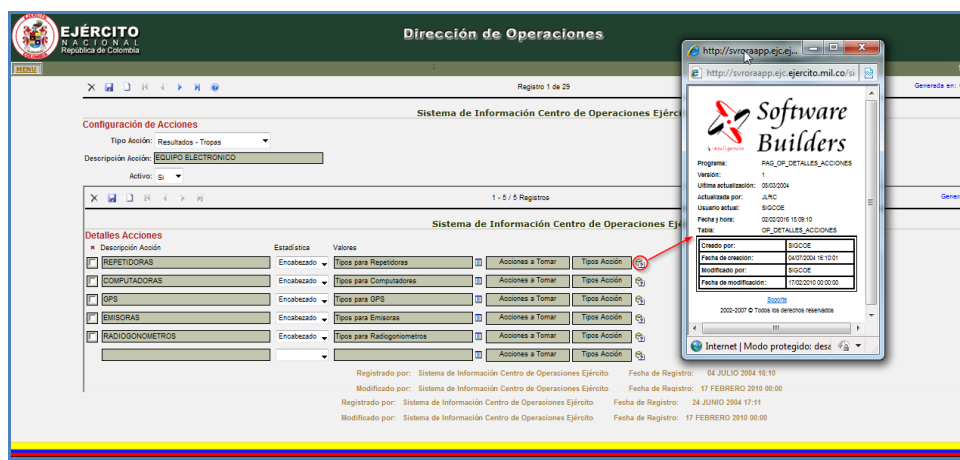 EJÉRCITO
NACIONAL
República de Colombia
Dirección de Operaciones
MENU
Registro 1 de 29
Generada en:
Sistema de Información Centro de Operaciones Ejérci
Configuración de Acciones
Tipo Acción: Resultados - Tropas
Descripción Acción: EQUIPO ELECTRONICO
Activo: Si
1 - 5 / 5 Registros
Gener
Sistema de Información Centro de Operaciones Eje
Detalles Acciones
Descripción Acción Estadística Valores
REPETIDORAS Encabezado Tipos para Repetidoras Acciones a Tomar Tipos Acción
COMPUTADORAS Encabezado Tipos para Computadores Acciones a Tomar Tipos Acción
GPS Encabezado Tipos para GPS Acciones a Tomar Tipos Acción
EMISORAS Encabezado Tipos para Emisoras Acciones a Tomar Tipos Acción
RADIOGONOMETROS Encabezado Tipos para Radiogoniometros Acciones a Tomar Tipos Acción
Acciones a Tomar Tipos Acción
Registrado por: Sistema de Información Centro de Operaciones Ejército Fecha de Registro: 04 JULIO 2004 16:10
Modificado por: Sistema de Información Centro de Operaciones Ejército Fecha de Registro: 17 FEBRERO 2010 00:00
Registrado por: Sistema de Información Centro de Operaciones Ejército Fecha de Registro: 24 JUNIO 2004 17:11
Modificado por: Sistema de Información Centro de Operaciones Ejército Fecha de Registro: 17 FEBRERO 2010 00:00
http://svroraapp.ejc.ej...
http://svroraapp.ejc.ejercito.mil.co/si
Software
Builders
Programa: PAG_OP_DETALLES_ACCIONES
Versión: 1
Ultima actualización: 05/03/2004
Actualizada por: JLRC
Usuario actual: SIGCOE
Fecha y hora: 02/02/2016 15:09:10
Tabla: OP_DETALLES_ACCIONES
Creado por: SIGCOE
Fecha de creación: 04/07/2004 16:10:01
Modificado por: SIGCOE
Fecha de modificación: 17/02/2010 00:00:00
Soporte
2002-2007 © Todos los derechos reservados
Internet | Modo protegido: desa